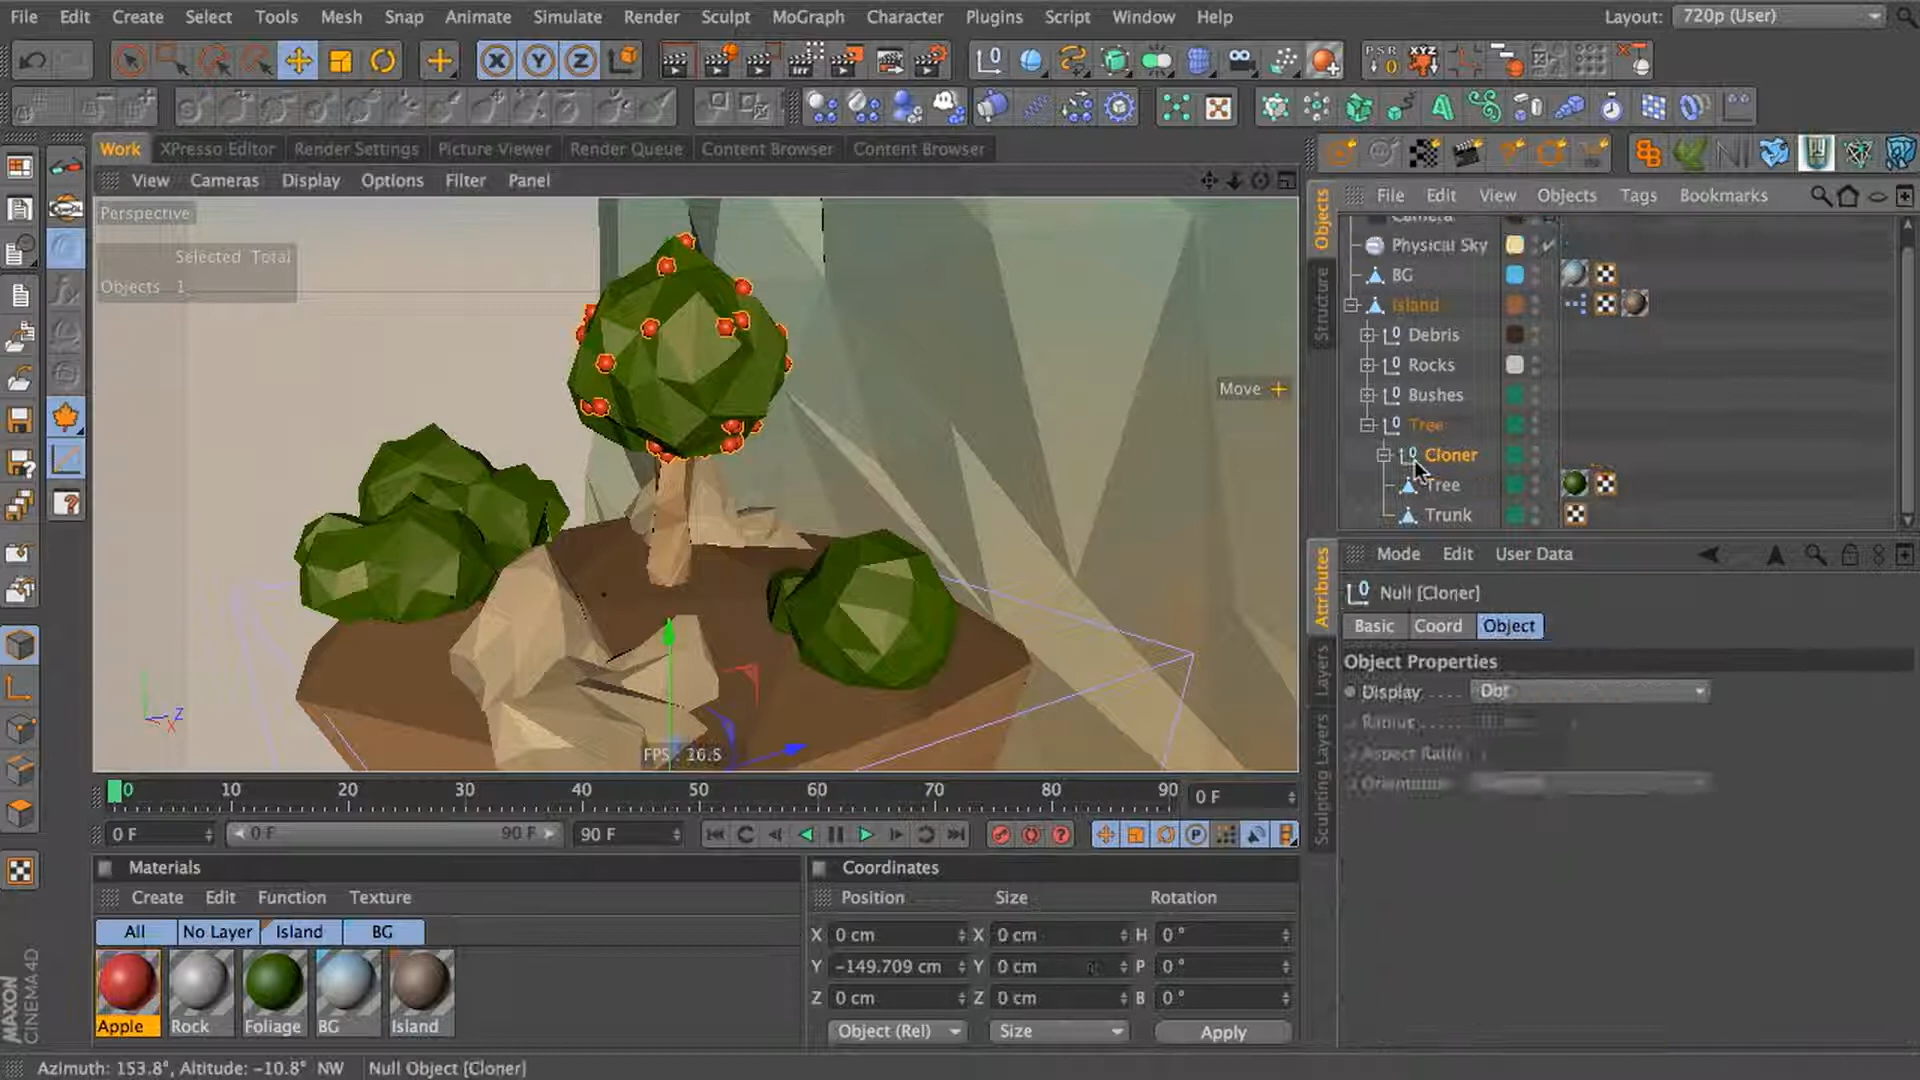 File Edit Create Select Tools Mesh Snap Animate Simulate Render Sculpt MoGraph Character Plugins Script Window Help Layout: 720p (User)
X Y Z PSR 0 XYZ
Work XPresso Editor Render Settings Picture Viewer Render Queue Content Browser Content Browser
View Cameras Display Options Filter Panel
File Edit View Objects Tags Bookmarks
Perspective
Selected Total
Objects 1
Move
FPS : 26.5
Z
X
Objects
Structure
Physical Sky
BG
Island
Debris
Rocks
Bushes
Tree
Cloner
Tree
Trunk
Attributes
Layers
Sculpting Layers
Mode Edit User Data
Null [Cloner]
Basic Coord Object
Object Properties
Display Dot
Radius
Aspect Ratio
0 10 20 30 40 50 60 70 80 90 0 F
0 F 0 F 90 F 90 F
Materials
Create Edit Function Texture
All No Layer Island BG
Apple Rock Foliage BG Island
Coordinates
Position Size Rotation
X 0 cm X 0 cm H 0 °
Y -149.709 cm Y 0 cm P 0 °
Z 0 cm Z 0 cm B 0 °
Object (Rel) Size Apply
MAXON
CINEMA4D
Azimuth: 153.8°, Altitude: -10.8° NW Null Object [Cloner]